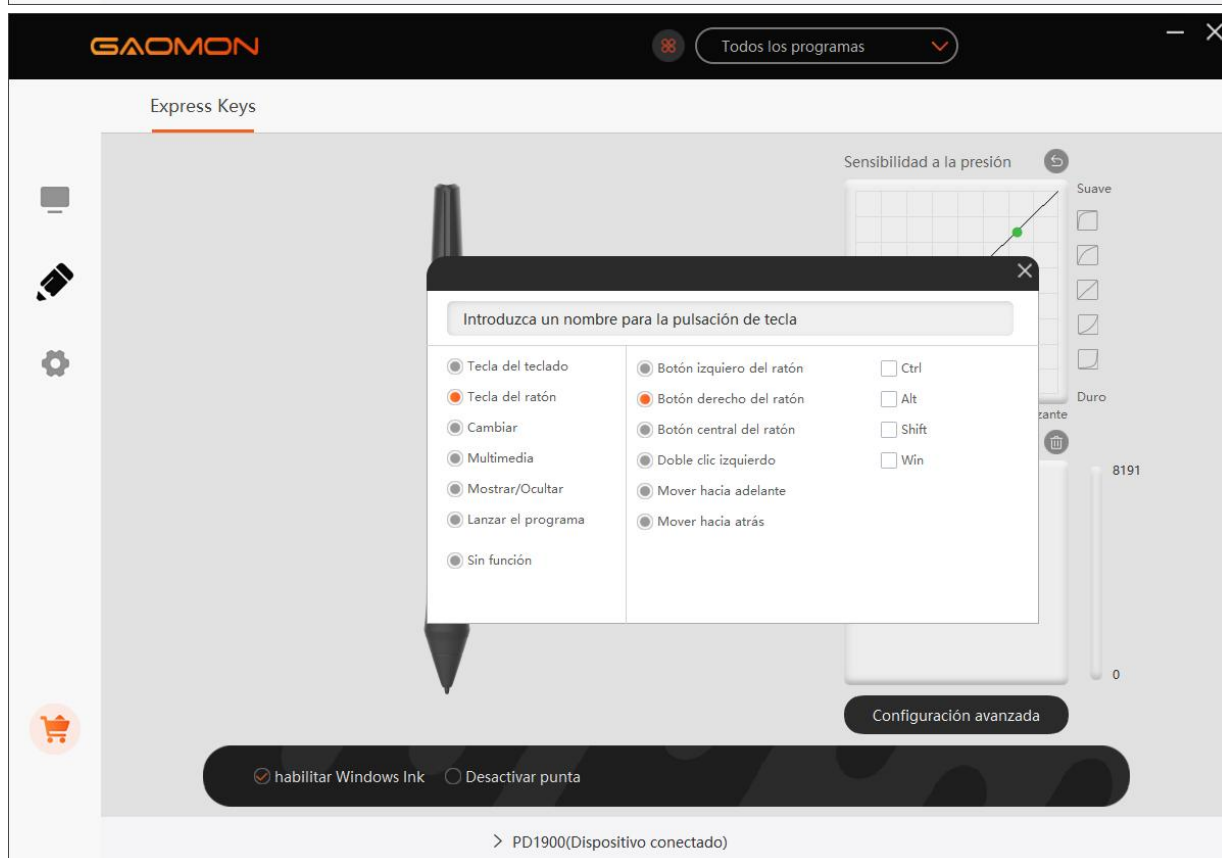 GAOMON
Todos los programas
Express Keys
Sensibilidad a la presión
Suave
Introduzca un nombre para la pulsación de tecla
Tecla del teclado
Tecla del ratón
Cambiar
Multimedia
Mostrar/Ocultar
Lanzar el programa
Sin función
Botón izquiero del ratón
Botón derecho del ratón
Botón central del ratón
Doble clic izquierdo
Mover hacia adelante
Mover hacia atrás
Ctrl
Alt
Shift
Win
Duro
zante
8191
0
Configuración avanzada
habilitar Windows Ink
Desactivar punta
PD1900(Dispositivo conectado)